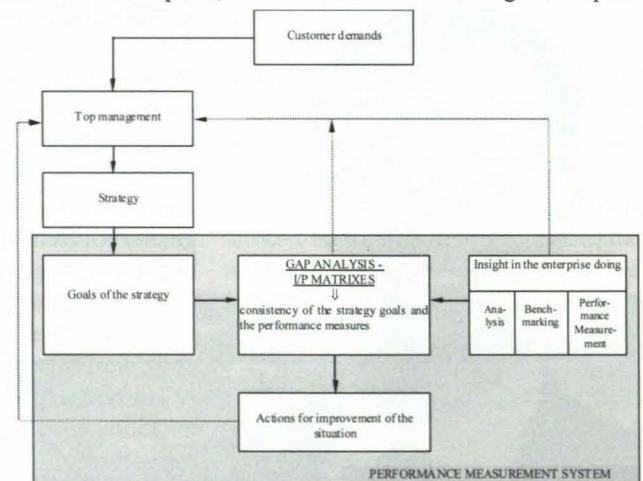 Customer demands
Top management
Strategy
Goals of the strategy
GAP ANALYSIS -
I/P MATRIXES
⇓
consistency of the strategy goals and
the performance measures
Insight in the enterprise doing
Ana-
lysis
Bench-
marking
Perfor-
mance
Measure-
ment
Actions for improvement of the
situation
PERFORMANCE MEASUREMENT SYSTEM